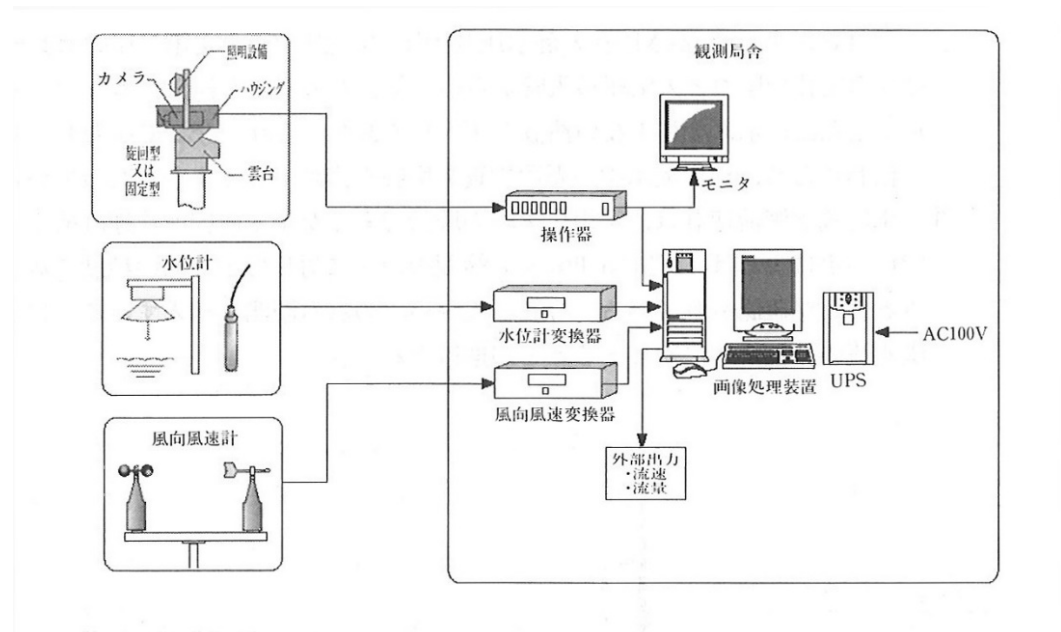 照明設備
カメラ
ハウジング
旋回型
又は
固定型
雲台
水位計
風向風速計
観測局舎
モニタ
操作器
水位計変換器
風向風速変換器
画像処理装置
UPS
AC100V
外部出力
・流速
・流量